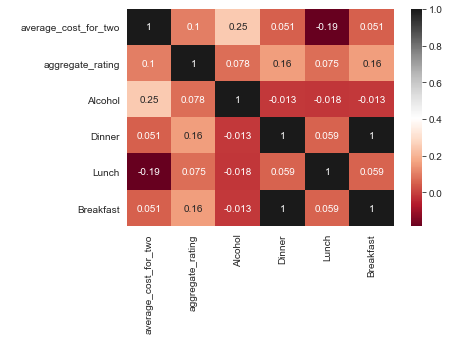 average_cost_for_two 1 0.1 0.25 0.051 -0.19 0.051
aggregate_rating 0.1 1 0.078 0.16 0.075 0.16
Alcohol 0.25 0.078 1 -0.013 -0.018 -0.013
Dinner 0.051 0.16 -0.013 1 0.059 1
Lunch -0.19 0.075 -0.018 0.059 1 0.059
Breakfast 0.051 0.16 -0.013 1 0.059 1
average_cost_for_two
aggregate_rating
Alcohol
Dinner
Lunch
Breakfast
1.0
0.8
0.6
0.4
0.2
0.0